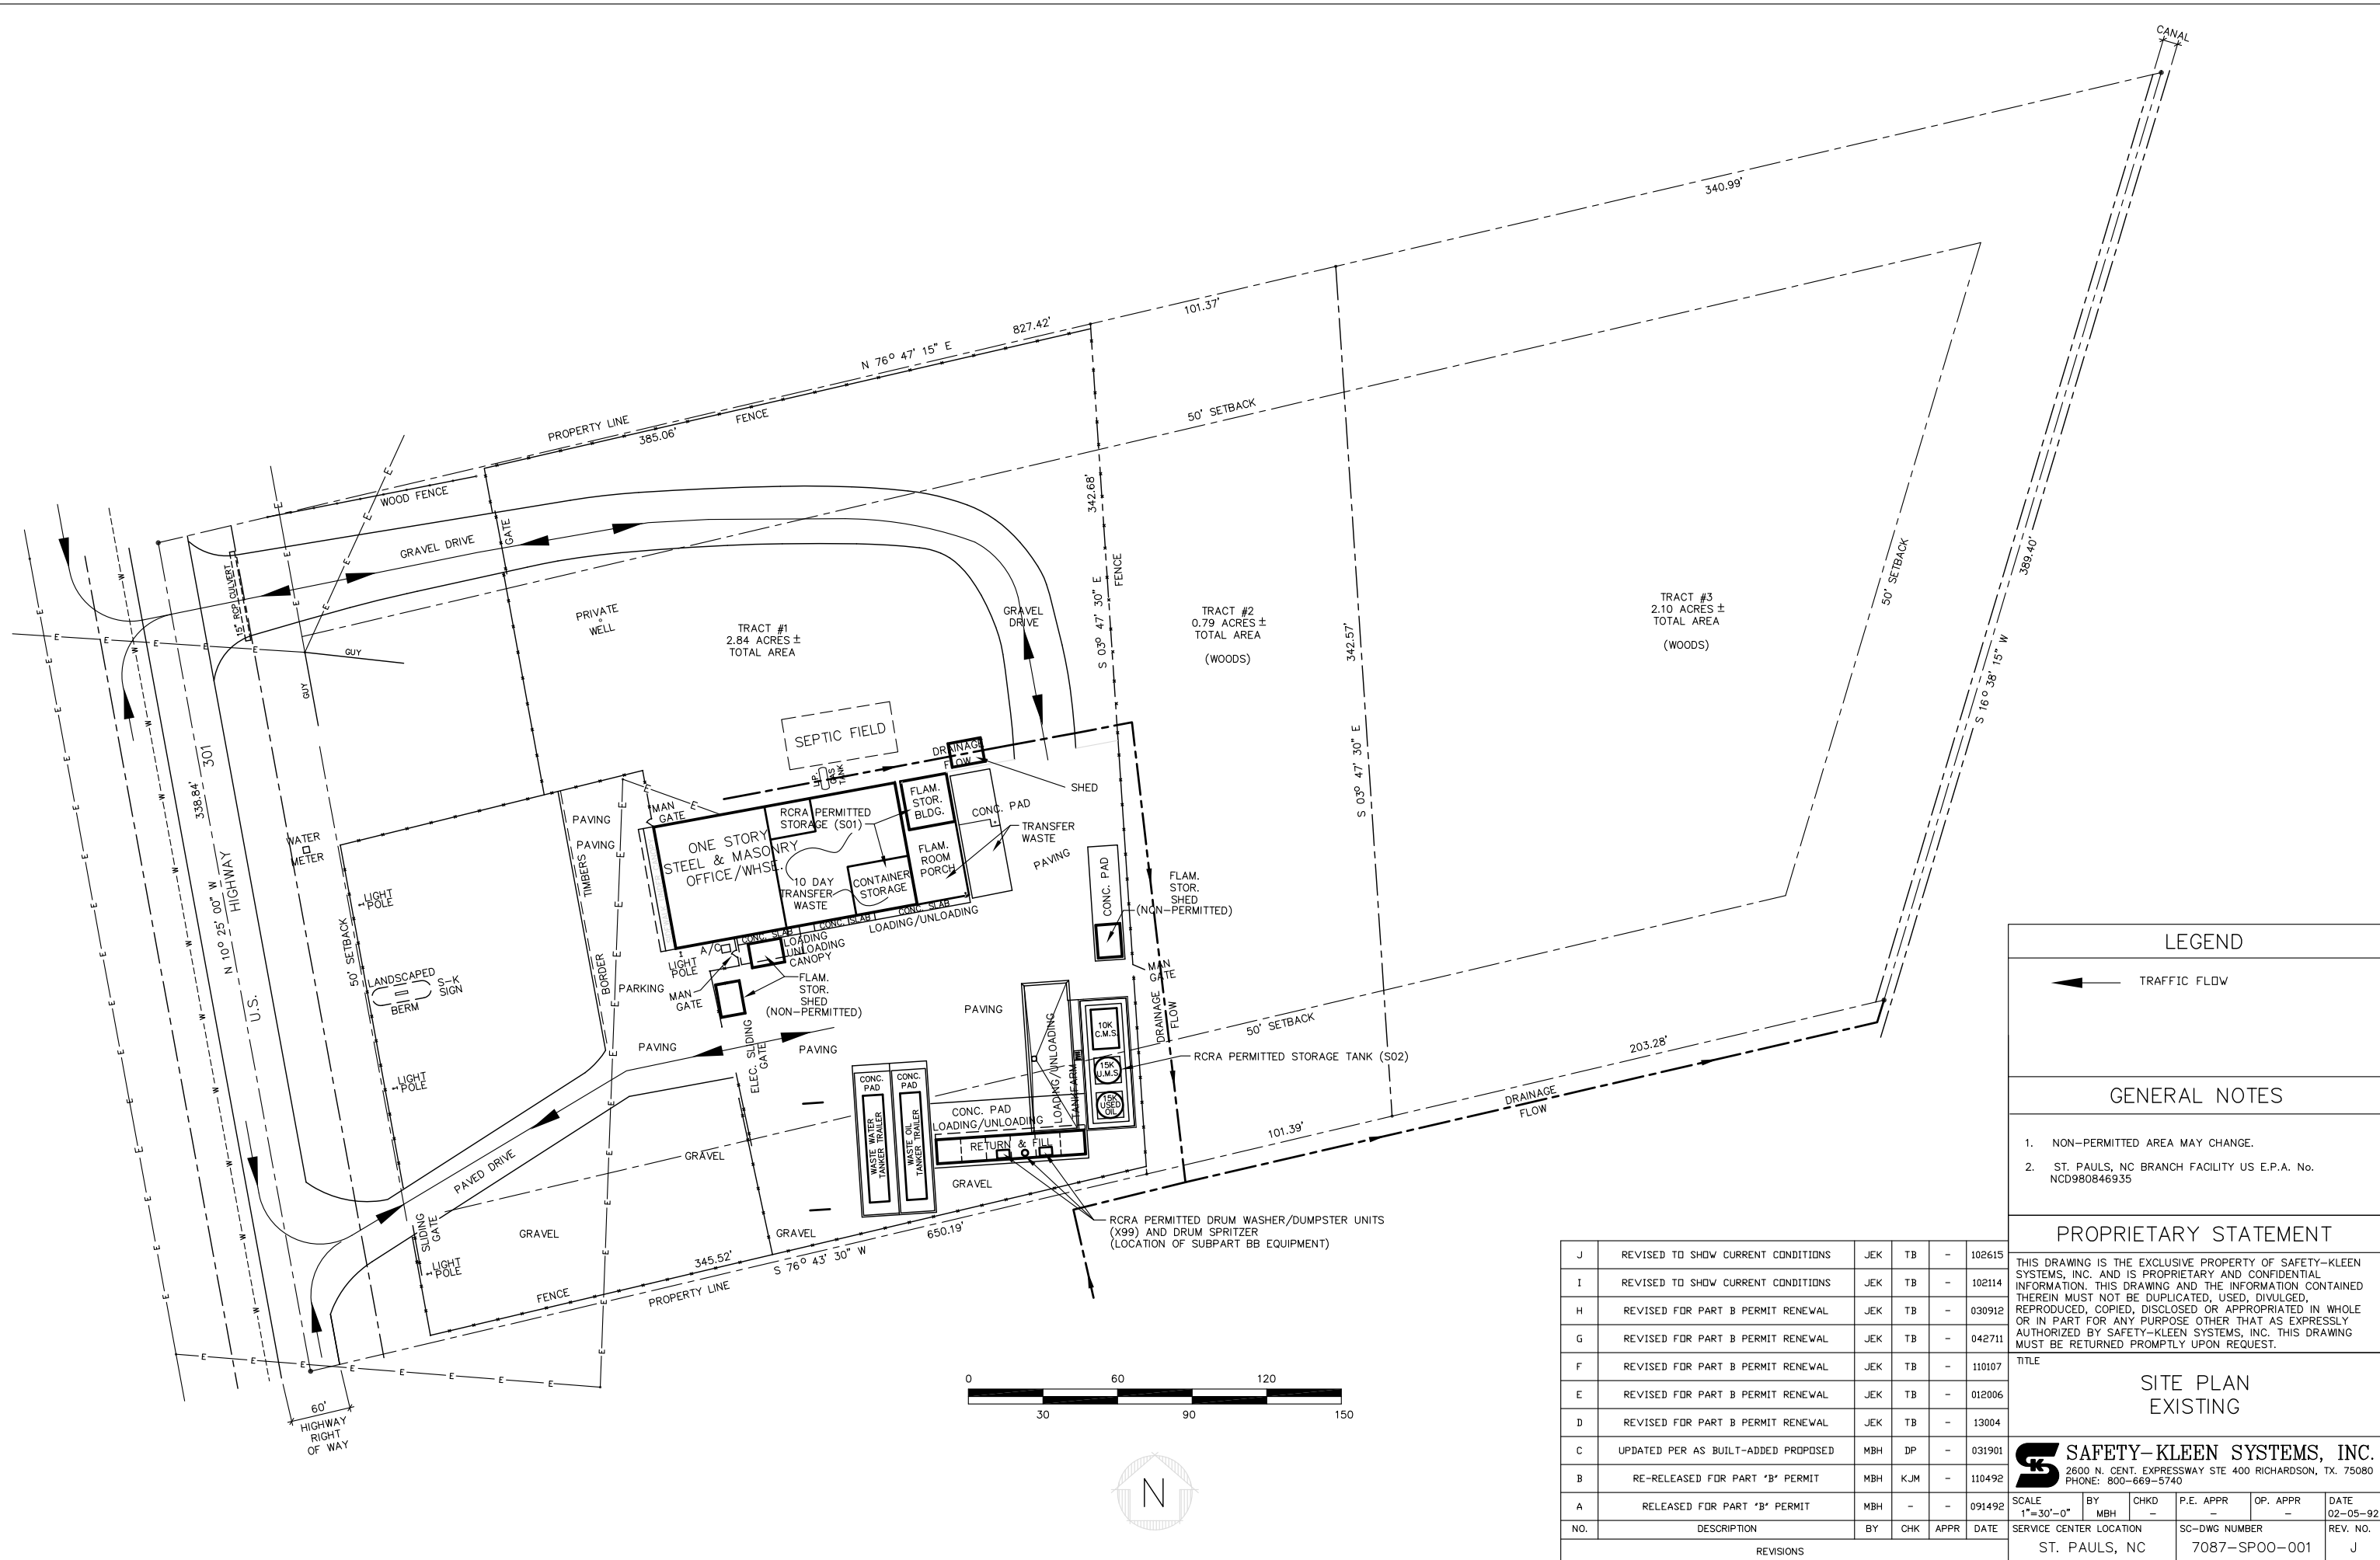 CANAL
340.99'
101.37'
827.42'
N 76° 47' 15" E
PROPERTY LINE
385.06'
FENCE
50' SETBACK
WOOD FENCE
GATE
GRAVEL DRIVE
15" RCP CULVERT
342.68'
FENCE
S 03° 47' 30" E
342.57'
S 03° 47' 30" E
50' SETBACK
389.40'
S 16° 38' 15" W
PRIVATE
WELL
TRACT #1
2.84 ACRES ±
TOTAL AREA
GRAVEL
DRIVE
TRACT #2
0.79 ACRES ±
TOTAL AREA
(WOODS)
TRACT #3
2.10 ACRES ±
TOTAL AREA
(WOODS)
GUY
GUY
U.S. HIGHWAY 301
338.84'
N 10° 25' 00" W
SEPTIC FIELD
L.P.
GAS
TANK
DRAINAGE
FLOW
SHED
MAN
GATE
PAVING
PAVING
TIMBERS
BORDER
ONE STORY
STEEL & MASONRY
OFFICE/WHSE.
RCRA PERMITTED
STORAGE (S01)
FLAM.
STOR.
BLDG.
CONC. PAD
TRANSFER
WASTE
PAVING
FLAM.
ROOM
PORCH
10 DAY
TRANSFER
WASTE
CONTAINER
STORAGE
CONC. SLAB
CONC. SLAB
CONC. SLAB
LOADING/UNLOADING
LOADING
UNLOADING
CANOPY
A/C
LIGHT
POLE
MAN
GATE
FLAM.
STOR.
SHED
(NON-PERMITTED)
CONC. PAD
FLAM.
STOR.
SHED
(NON-PERMITTED)
MAN
GATE
DRAINAGE
FLOW
WATER
METER
LIGHT
POLE
50' SETBACK
LANDSCAPED
BERM
S-K
SIGN
PARKING
PAVING
ELEC. SLIDING
GATE
PAVING
PAVING
LIGHT
POLE
PAVED DRIVE
SLIDING
GATE
LIGHT
POLE
GRAVEL
GRAVEL
GRAVEL
GRAVEL
CONC.
PAD
WASTE WATER
TANKER TRAILER
CONC.
PAD
WASTE OIL
TANKER TRAILER
CONC. PAD
LOADING/UNLOADING
RETURN & FILL
LOADING/UNLOADING
TANKFARM
10K
C.M.S.
15K
U.M.S.
15K
USED
OIL
RCRA PERMITTED STORAGE TANK (S02)
50' SETBACK
203.28'
DRAINAGE
FLOW
101.39'
RCRA PERMITTED DRUM WASHER/DUMPSTER UNITS
(X99) AND DRUM SPRITZER
(LOCATION OF SUBPART BB EQUIPMENT)
FENCE
345.52'
PROPERTY LINE
S 76° 43' 30" W
650.19'
60'
HIGHWAY
RIGHT
OF WAY
0 60 120
30 90 150
N
LEGEND
TRAFFIC FLOW
GENERAL NOTES
1. NON-PERMITTED AREA MAY CHANGE.
2. ST. PAULS, NC BRANCH FACILITY US E.P.A. No.
NCD980846935
PROPRIETARY STATEMENT
THIS DRAWING IS THE EXCLUSIVE PROPERTY OF SAFETY-KLEEN
SYSTEMS, INC. AND IS PROPRIETARY AND CONFIDENTIAL
INFORMATION. THIS DRAWING AND THE INFORMATION CONTAINED
THEREIN MUST NOT BE DUPLICATED, USED, DIVULGED,
REPRODUCED, COPIED, DISCLOSED OR APPROPRIATED IN WHOLE
OR IN PART FOR ANY PURPOSE OTHER THAT AS EXPRESSLY
AUTHORIZED BY SAFETY-KLEEN SYSTEMS, INC. THIS DRAWING
MUST BE RETURNED PROMPTLY UPON REQUEST.
TITLE
SITE PLAN
EXISTING
SK
SAFETY-KLEEN SYSTEMS, INC.
2600 N. CENT. EXPRESSWAY STE 400 RICHARDSON, TX. 75080
PHONE: 800-669-5740
SCALE BY CHKD P.E. APPR OP. APPR DATE
1"=30'-0" MBH - - - 02-05-92
SERVICE CENTER LOCATION SC-DWG NUMBER REV. NO.
ST. PAULS, NC 7087-SP00-001 J
J REVISED TO SHOW CURRENT CONDITIONS JEK TB - 102615
I REVISED TO SHOW CURRENT CONDITIONS JEK TB - 102114
H REVISED FOR PART B PERMIT RENEWAL JEK TB - 030912
G REVISED FOR PART B PERMIT RENEWAL JEK TB - 042711
F REVISED FOR PART B PERMIT RENEWAL JEK TB - 110107
E REVISED FOR PART B PERMIT RENEWAL JEK TB - 012006
D REVISED FOR PART B PERMIT RENEWAL JEK TB - 13004
C UPDATED PER AS BUILT-ADDED PROPOSED MBH DP - 031901
B RE-RELEASED FOR PART "B" PERMIT MBH KJM - 110492
A RELEASED FOR PART "B" PERMIT MBH - - 091492
NO. DESCRIPTION BY CHK APPR DATE
REVISIONS